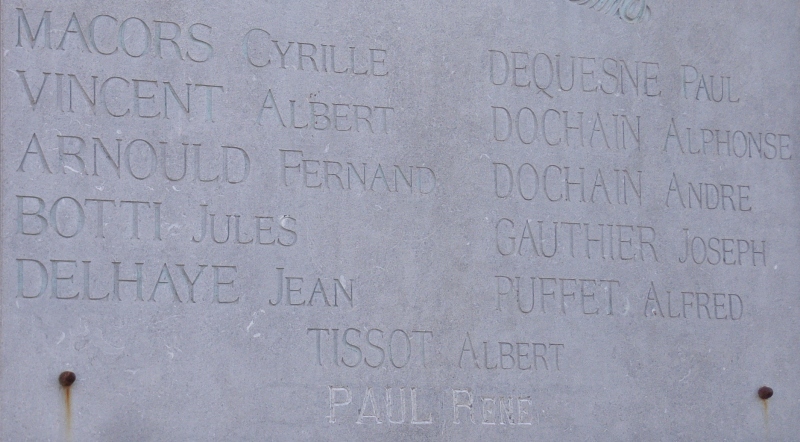 MACORS CYRILLE
VINCENT ALBERT
ARNOULD FERNAND
BOTTI JULES
DELHAYE JEAN
DEQUESNE PAUL
DOCHAIN ALPHONSE
DOCHAIN ANDRE
GAUTHIER JOSEPH
PUFFET ALFRED
TISSOT ALBERT
PAUL RENE